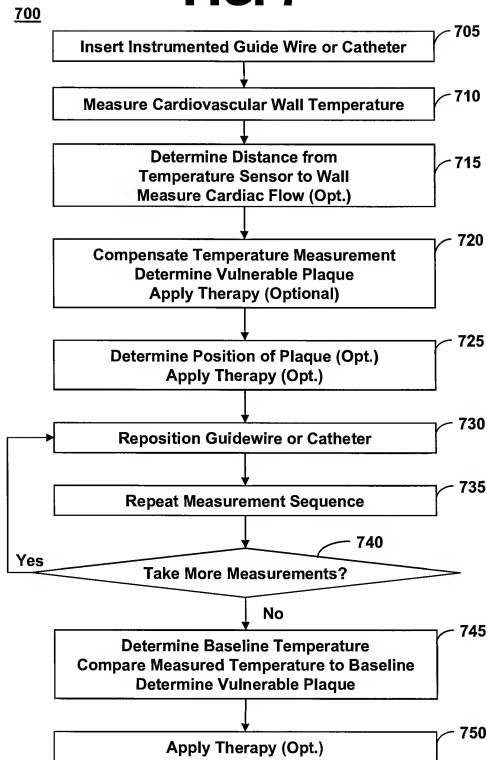 700
705
Insert Instrumented Guide Wire or Catheter
710
Measure Cardiovascular Wall Temperature
715
Determine Distance from
Temperature Sensor to Wall
Measure Cardiac Flow (Opt.)
720
Compensate Temperature Measurement
Determine Vulnerable Plaque
Apply Therapy (Optional)
725
Determine Position of Plaque (Opt.)
Apply Therapy (Opt.)
730
Reposition Guidewire or Catheter
735
Repeat Measurement Sequence
740
Yes
Take More Measurements?
No
745
Determine Baseline Temperature
Compare Measured Temperature to Baseline
Determine Vulnerable Plaque
750
Apply Therapy (Opt.)